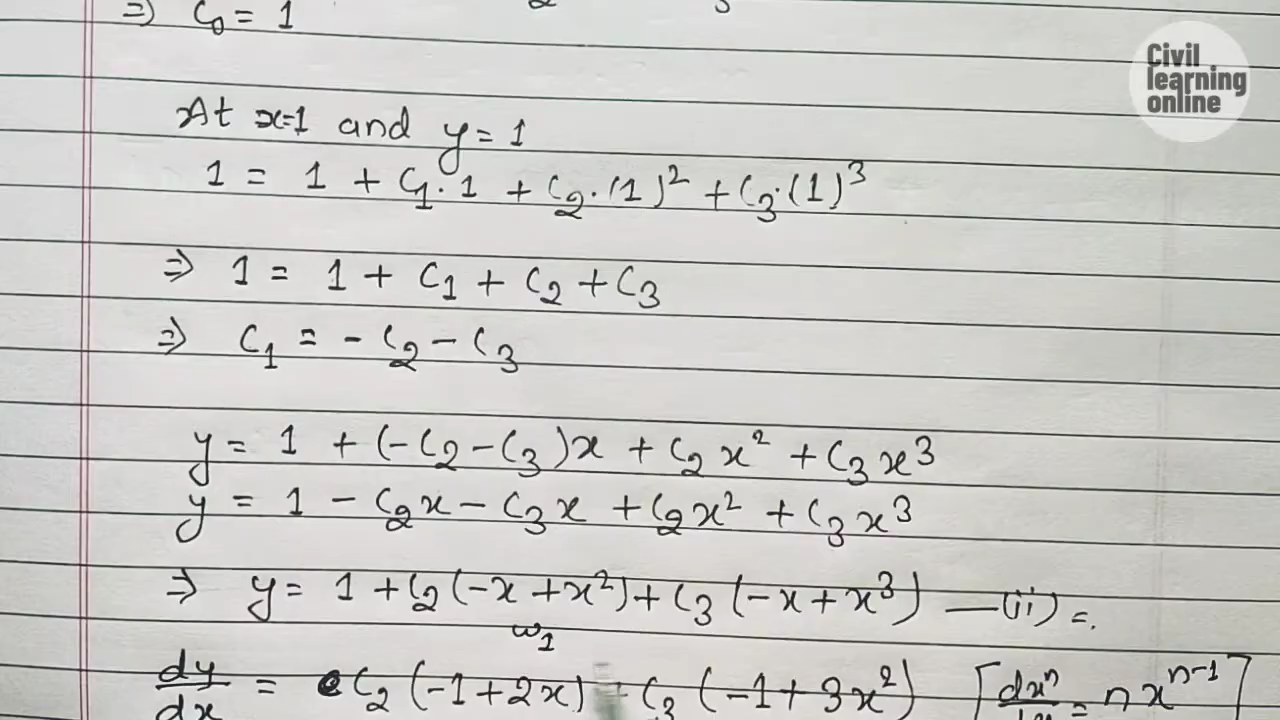 ⇒ C₀ = 1
Civil
learning
online
At x=1 and y = 1
1 = 1 + C₁·1 + C₂·(1)² + C₃·(1)³
⇒ 1 = 1 + C₁ + C₂ + C₃
⇒ C₁ = - C₂ - C₃
y = 1 + (-C₂ - C₃)x + C₂x² + C₃x³
y = 1 - C₂x - C₃x + C₂x² + C₃x³
⇒ y = 1 + C₂(-x + x²) + C₃(-x + x³) —(ii)
ω₁
dy/dx = C₂(-1 + 2x) + C₃(-1 + 3x²) [dxⁿ/dx = nxⁿ⁻¹]